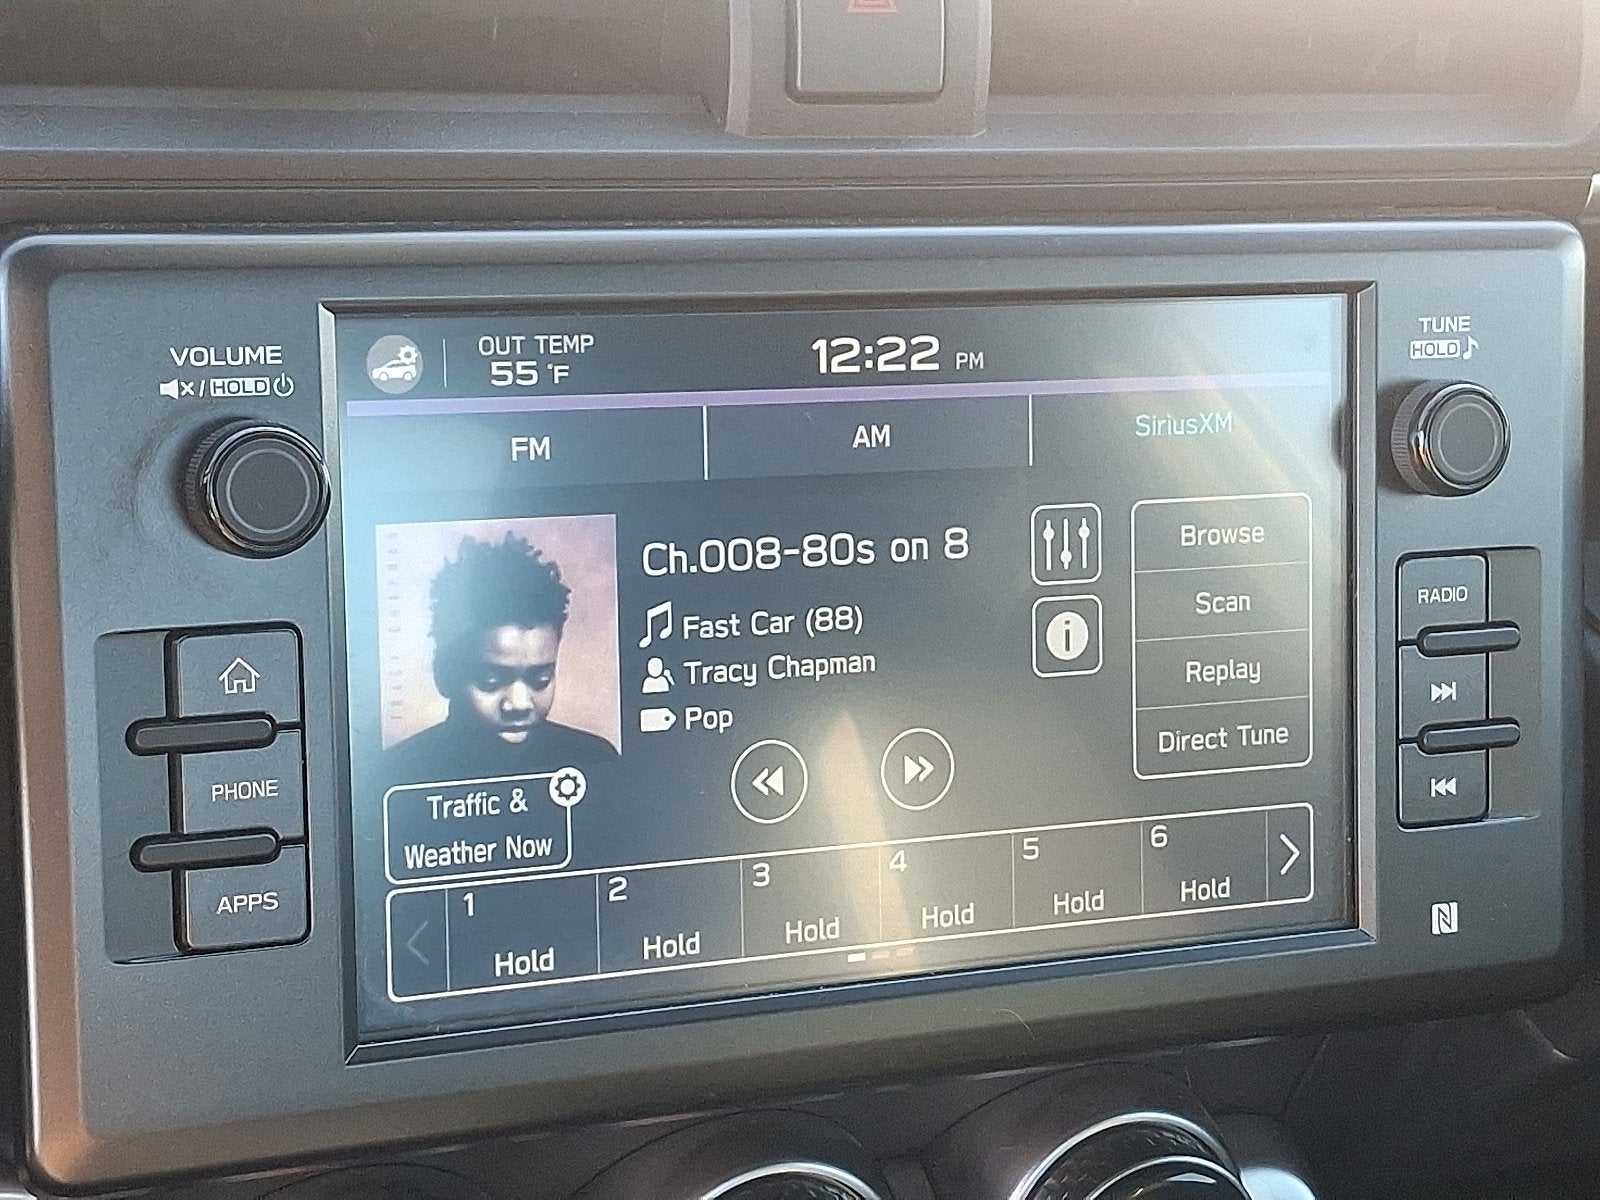 VOLUME
/ HOLD
OUT TEMP
55 °F
12:22 PM
TUNE
HOLD
FM
AM
SiriusXM
TRACY CHAPMAN
Ch.008-80s on 8
Fast Car (88)
Tracy Chapman
Pop
Browse
Scan
Replay
Direct Tune
Traffic &
Weather Now
1
Hold
2
Hold
3
Hold
4
Hold
5
Hold
6
Hold
PHONE
APPS
RADIO